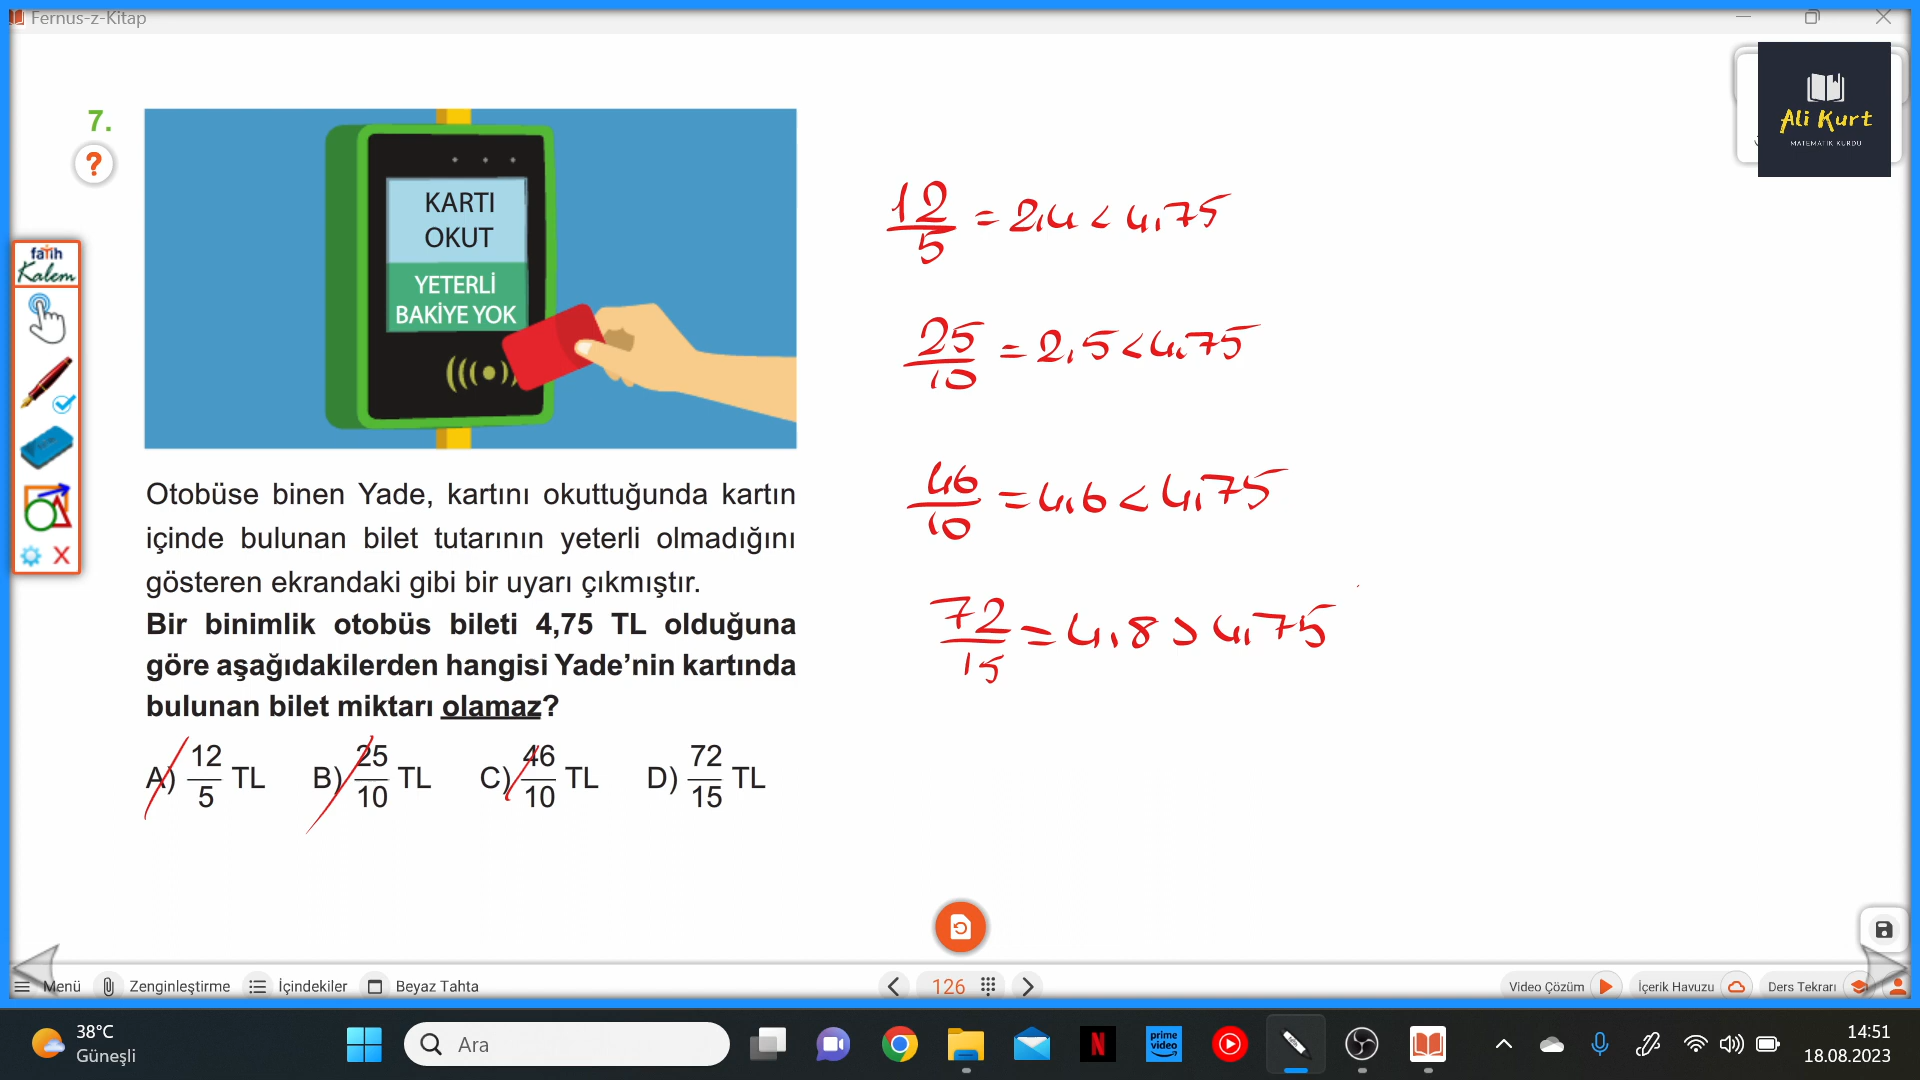 Fernus-z-Kitap
Ali Kurt
MATEMATİK KURDU
7.
?
KARTI
OKUT
YETERLİ
BAKİYE YOK
fatih
Kalem
Otobüse binen Yade, kartını okuttuğunda kartın
içinde bulunan bilet tutarının yeterli olmadığını
gösteren ekrandaki gibi bir uyarı çıkmıştır.
Bir binimlik otobüs bileti 4,75 TL olduğuna
göre aşağıdakilerden hangisi Yade’nin kartında
bulunan bilet miktarı olamaz?
A) 12/5 TL B) 25/10 TL C) 46/10 TL D) 72/15 TL
12/5 = 2,4 < 4,75
25/10 = 2,5 < 4,75
46/10 = 4,6 < 4,75
72/15 = 4,8 > 4,75
Menü Zenginleştirme İçindekiler Beyaz Tahta 126 Video Çözüm İçerik Havuzu Ders Tekrarı
38°C
Güneşli
Ara
prime
video
14:51
18.08.2023